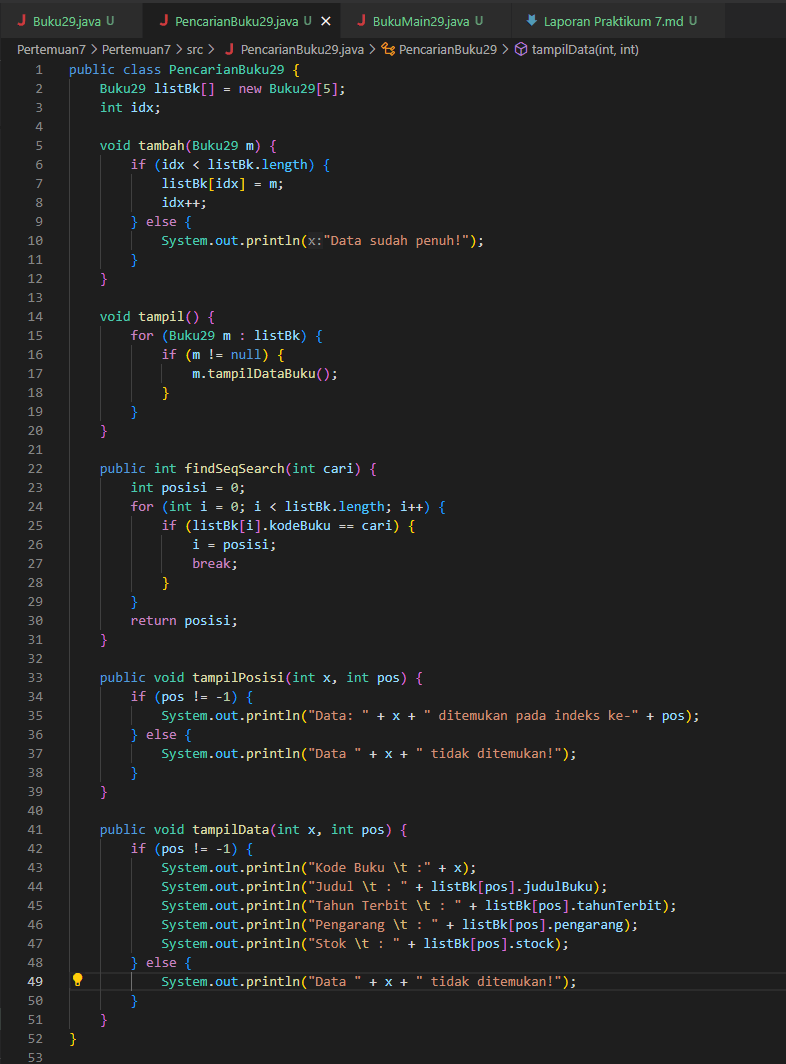 Buku29.java U
PencarianBuku29.java U
BukuMain29.java U
Laporan Praktikum 7.md U
Pertemuan7 > Pertemuan7 > src > PencarianBuku29.java > PencarianBuku29 > tampilData(int, int)
1 public class PencarianBuku29 {
2     Buku29 listBk[] = new Buku29[5];
3     int idx;
4
5     void tambah(Buku29 m) {
6         if (idx < listBk.length) {
7             listBk[idx] = m;
8             idx++;
9         } else {
10             System.out.println(x:"Data sudah penuh!");
11         }
12     }
13
14     void tampil() {
15         for (Buku29 m : listBk) {
16             if (m != null) {
17                 m.tampilDataBuku();
18             }
19         }
20     }
21
22     public int findSeqSearch(int cari) {
23         int posisi = 0;
24         for (int i = 0; i < listBk.length; i++) {
25             if (listBk[i].kodeBuku == cari) {
26                 i = posisi;
27                 break;
28             }
29         }
30         return posisi;
31     }
32
33     public void tampilPosisi(int x, int pos) {
34         if (pos != -1) {
35             System.out.println("Data: " + x + " ditemukan pada indeks ke-" + pos);
36         } else {
37             System.out.println("Data " + x + " tidak ditemukan!");
38         }
39     }
40
41     public void tampilData(int x, int pos) {
42         if (pos != -1) {
43             System.out.println("Kode Buku \t :" + x);
44             System.out.println("Judul \t : " + listBk[pos].judulBuku);
45             System.out.println("Tahun Terbit \t : " + listBk[pos].tahunTerbit);
46             System.out.println("Pengarang \t : " + listBk[pos].pengarang);
47             System.out.println("Stok \t : " + listBk[pos].stock);
48         } else {
49             System.out.println("Data " + x + " tidak ditemukan!");
50         }
51     }
52 }
53